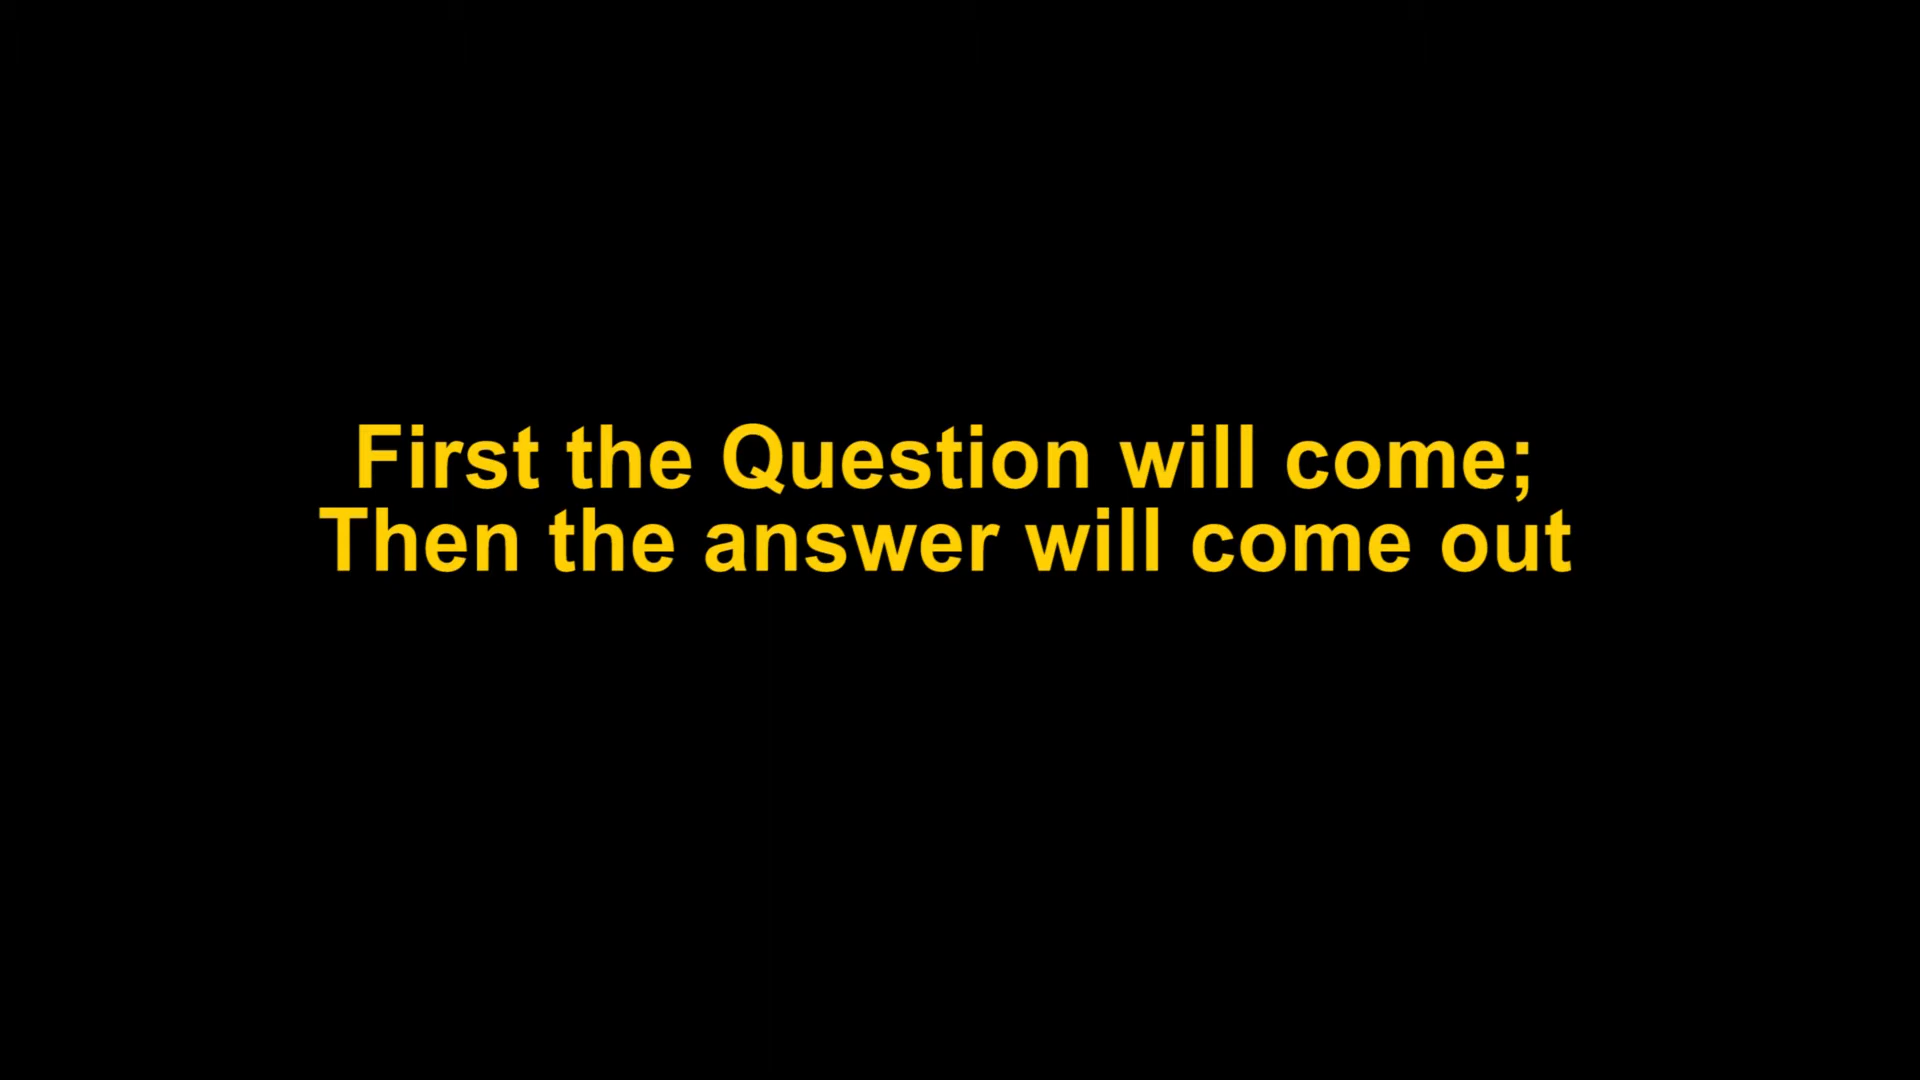 First the Question will come;
Then the answer will come out